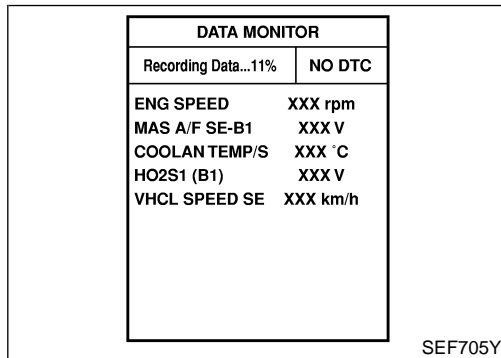 DATA MONITOR
Recording Data...11% NO DTC
ENG SPEED XXX rpm
MAS A/F SE-B1 XXX V
COOLAN TEMP/S XXX °C
HO2S1 (B1) XXX V
VHCL SPEED SE XXX km/h
SEF705Y